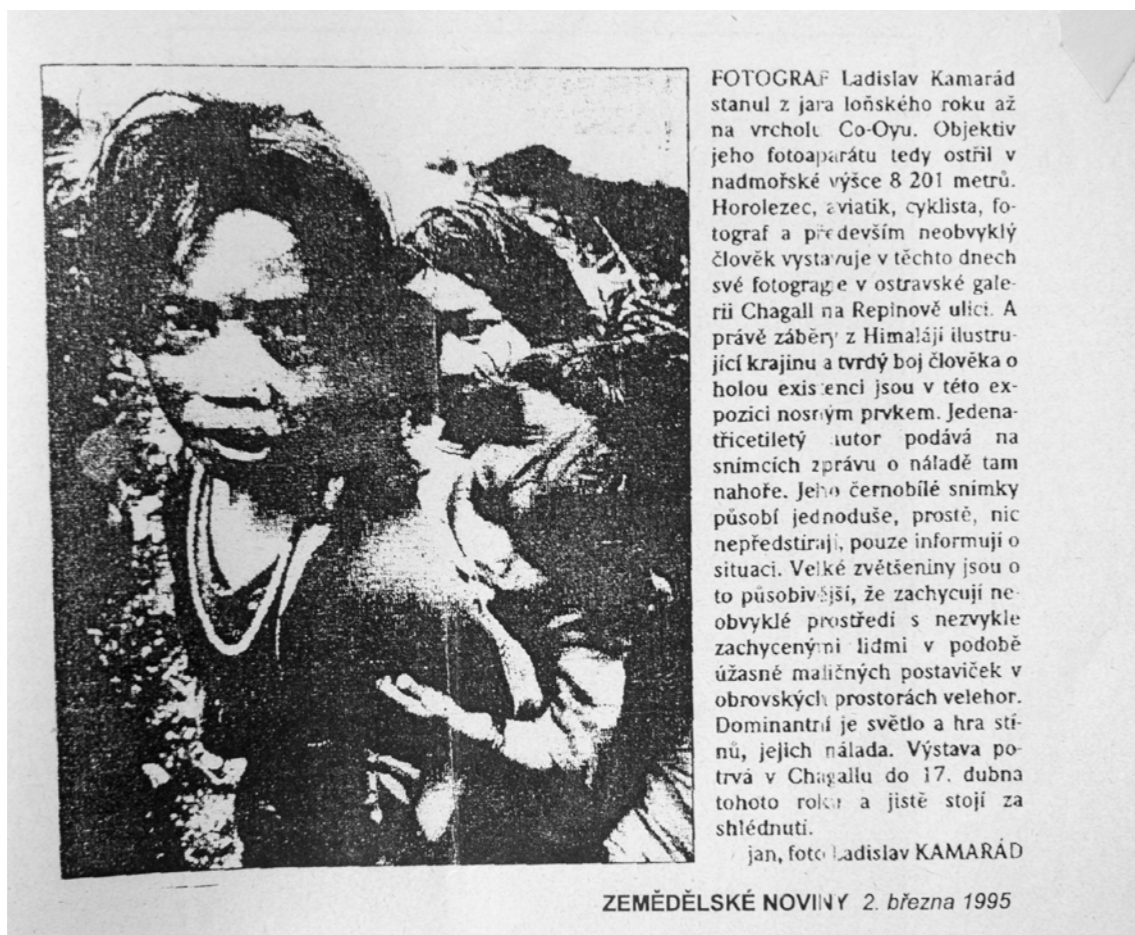 FOTOGRAF Ladislav Kamarád
stanul z jara loňského roku až
na vrcholu Co-Oyu. Objektiv
jeho fotoaparátu tedy ostřil v
nadmořské výšce 8 201 metrů.
Horolezec, aviatik, cyklista, fo-
tograf a především neobvyklý
člověk vystavuje v těchto dnech
své fotogragie v ostravské gale-
rii Chagall na Repinově ulici. A
právě záběry z Himalájí ilustru-
jící krajinu a tvrdý boj člověka o
holou existenci jsou v této ex-
pozici nosným prvkem. Jedena-
třicetiletý autor podává na
snímcích zprávu o náladě tam
nahoře. Jeho černobílé snímky
působí jednoduše, prostě, nic
nepředstírají, pouze informují o
situaci. Velké zvětšeniny jsou o
to působivější, že zachycují ne-
obvyklé prostředí s nezvykle
zachycenými lidmi v podobě
úžasné maličných postaviček v
obrovských prostorách velehor.
Dominantní je světlo a hra stí-
nů, jejich nálada. Výstava po-
trvá v Chagallu do 17. dubna
tohoto roku a jistě stojí za
shlédnutí.
jan, foto Ladislav KAMARÁD
ZEMĚDĚLSKÉ NOVINY 2. března 1995